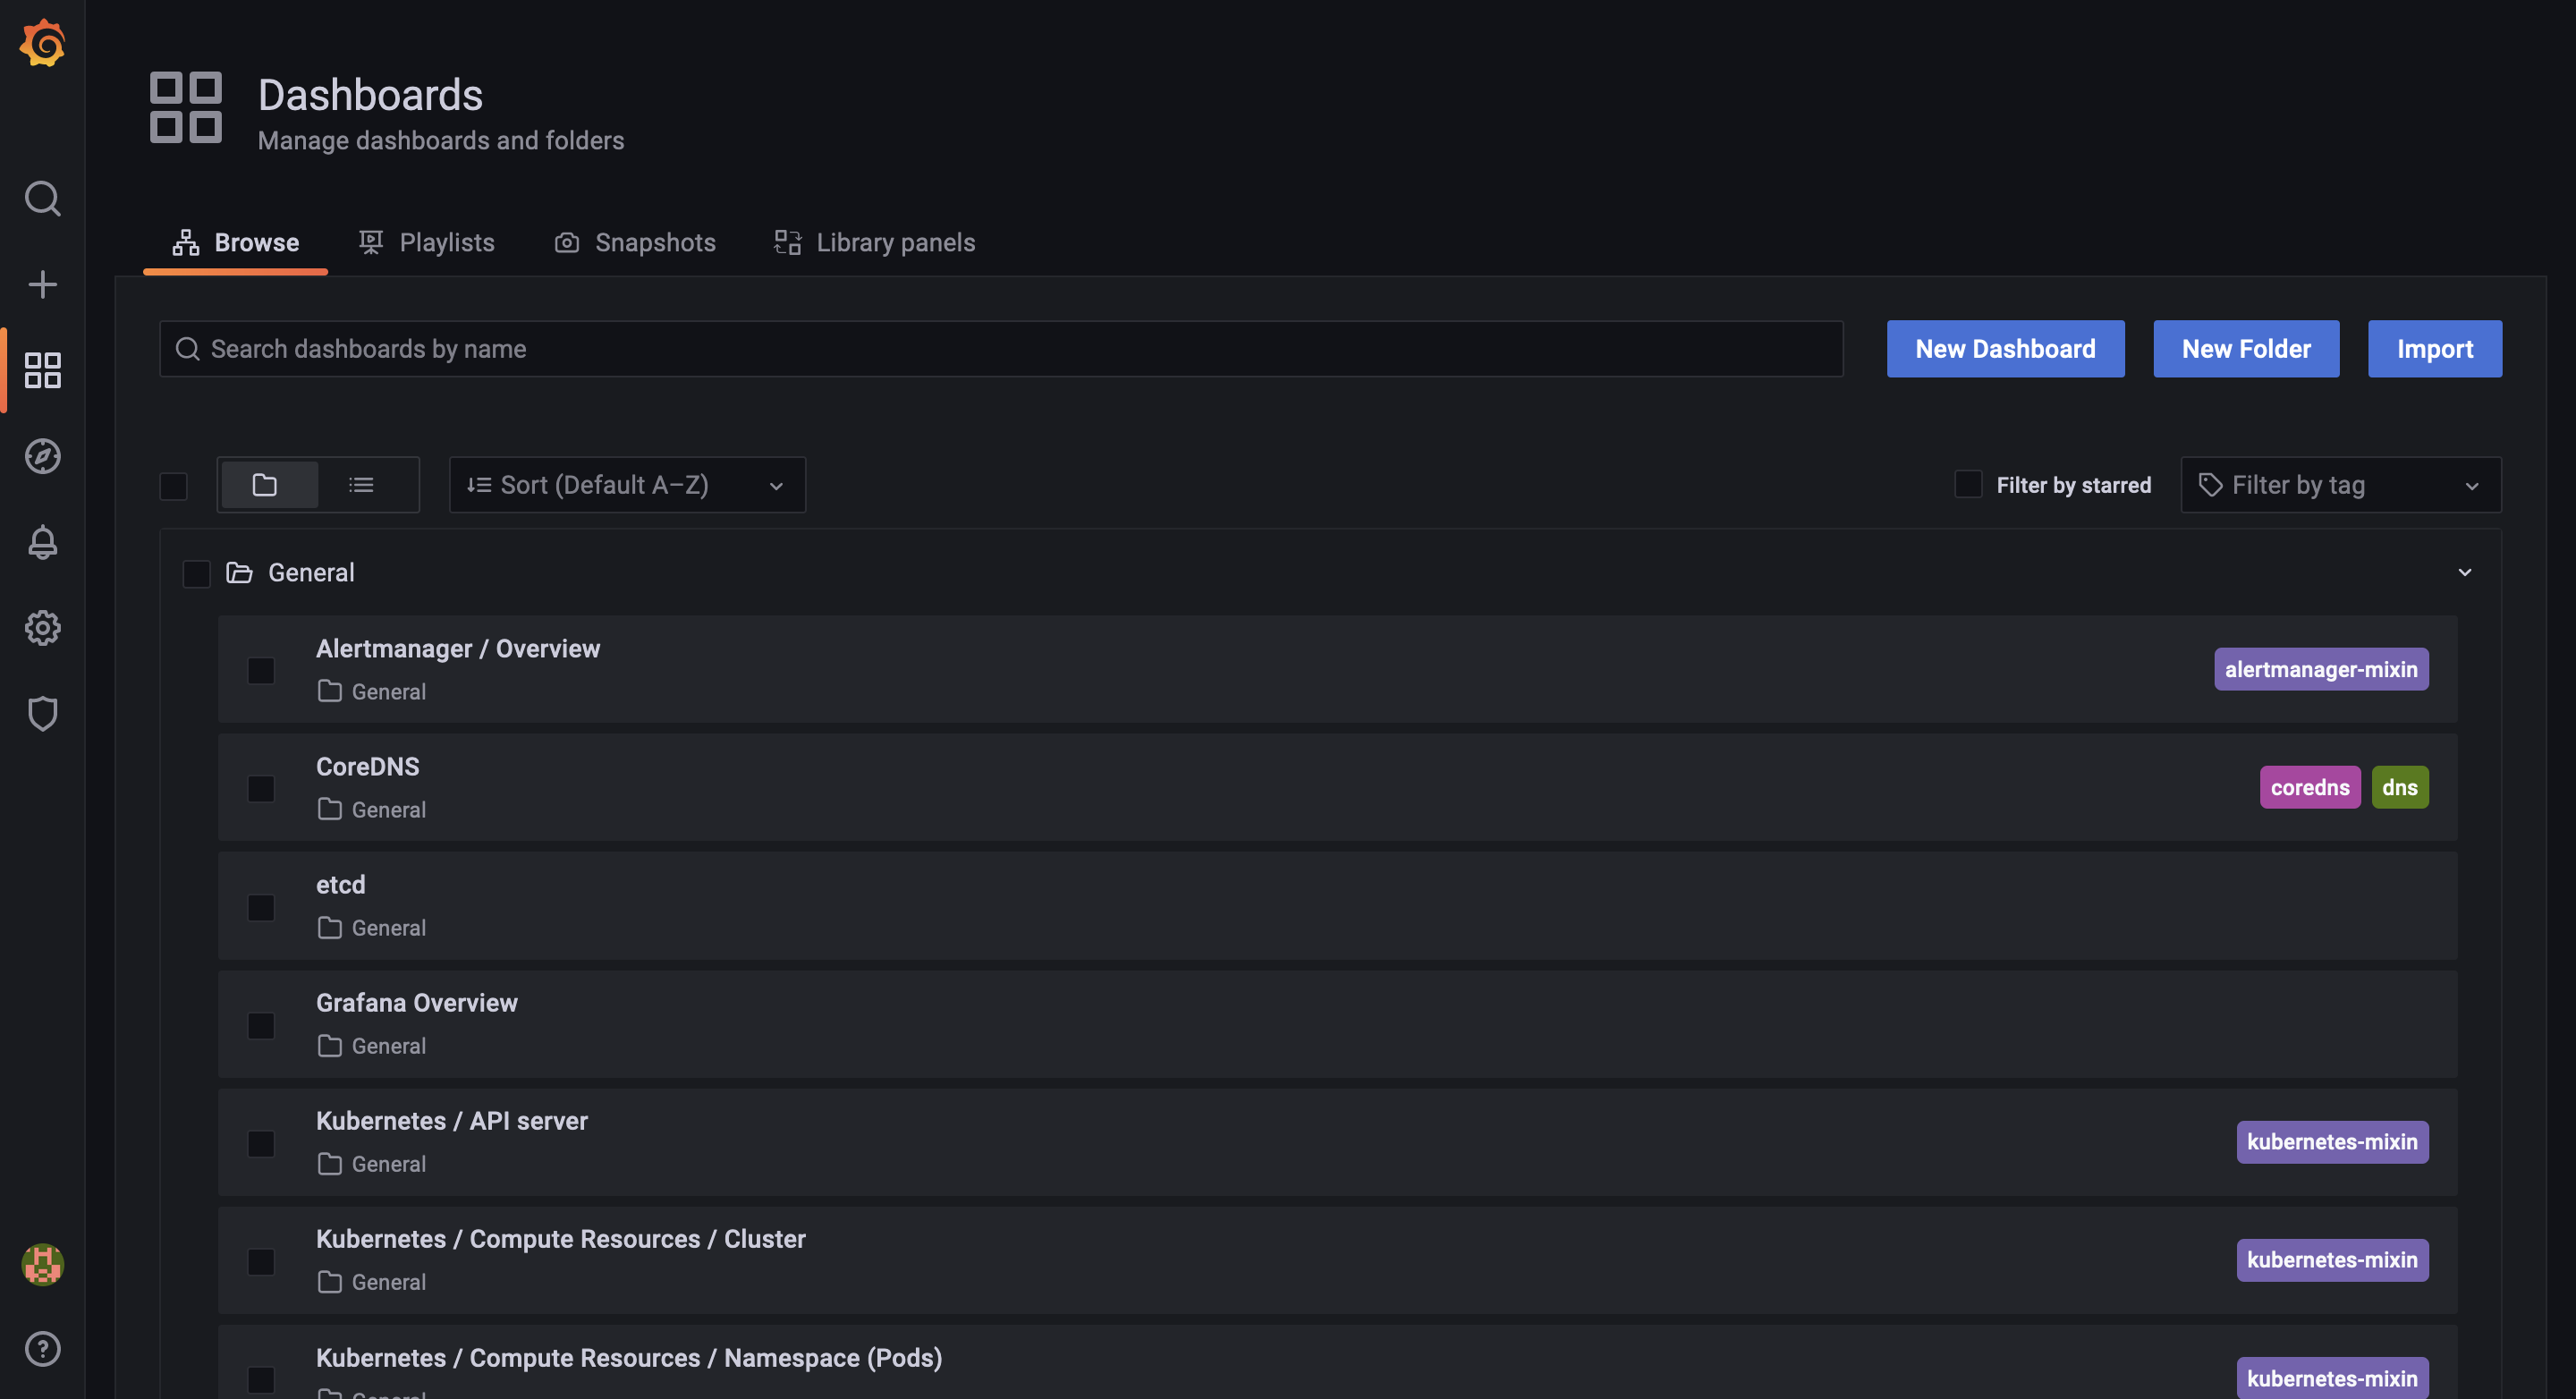 Dashboards
Manage dashboards and folders
Browse
Playlists
Snapshots
Library panels
Search dashboards by name
New Dashboard
New Folder
Import
Sort (Default A–Z)
Filter by starred
Filter by tag
General
Alertmanager / Overview
General
alertmanager-mixin
CoreDNS
General
coredns
dns
etcd
General
Grafana Overview
General
Kubernetes / API server
General
kubernetes-mixin
Kubernetes / Compute Resources / Cluster
General
kubernetes-mixin
Kubernetes / Compute Resources / Namespace (Pods)
kubernetes-mixin